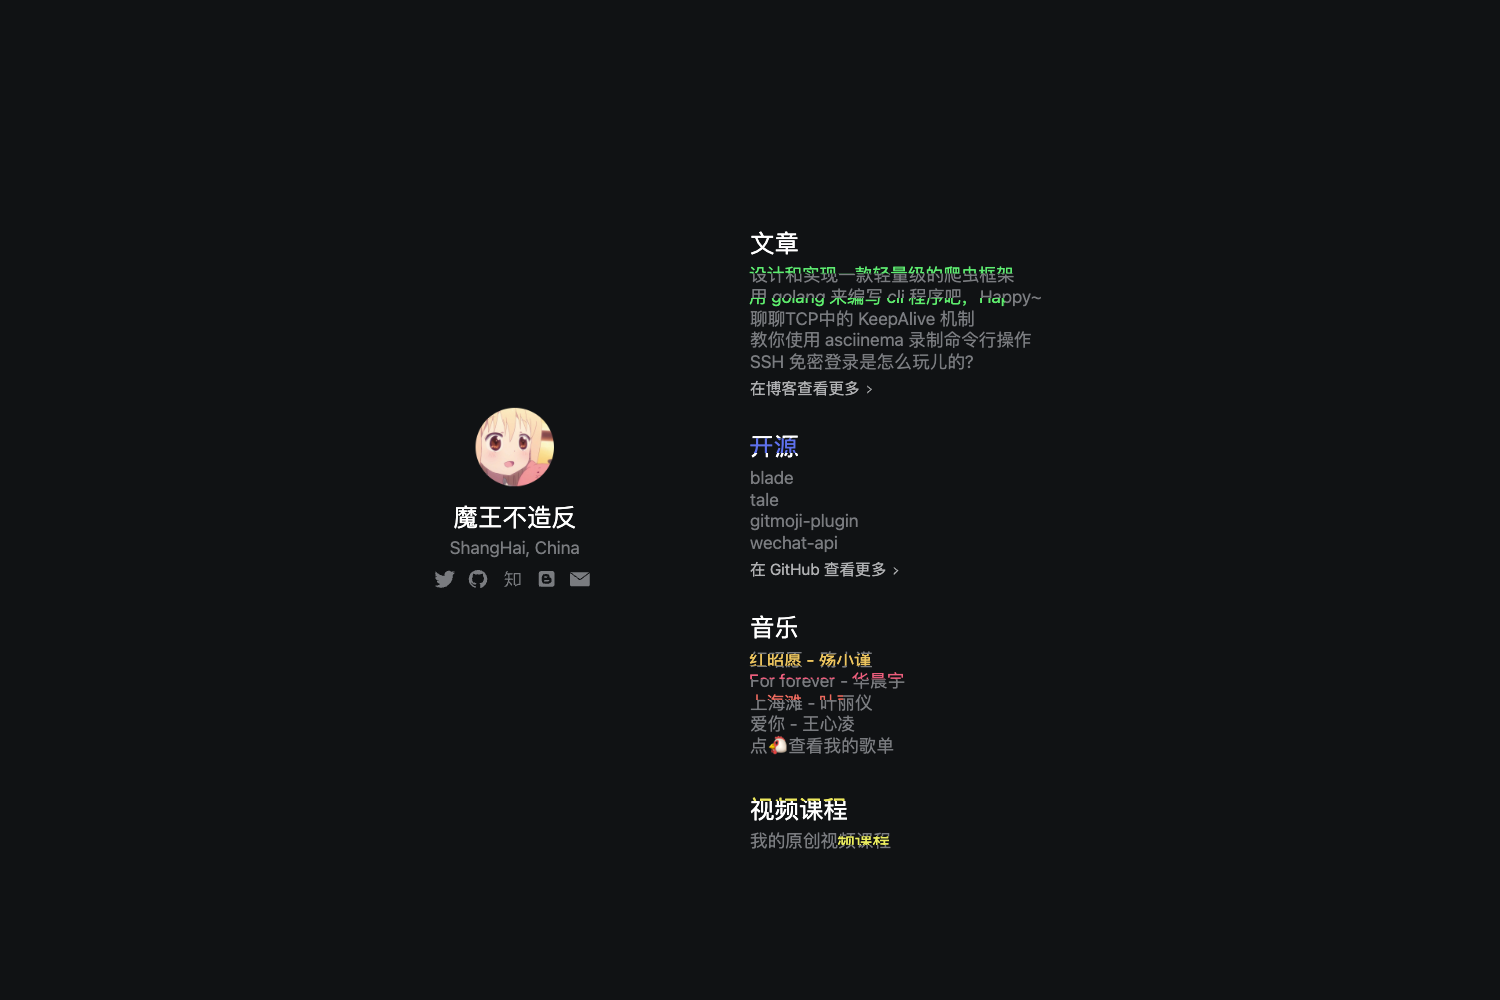 魔王不造反
ShangHai, China
知
文章
设计和实现一款轻量级的爬虫框架
用 golang 来编写 cli 程序吧，Happy~
聊聊TCP中的 KeepAlive 机制
教你使用 asciinema 录制命令行操作
SSH 免密登录是怎么玩儿的?
在博客查看更多 ›
开源
blade
tale
gitmoji-plugin
wechat-api
在 GitHub 查看更多 ›
音乐
红昭愿 - 殇小谨
For forever - 华晨宇
上海滩 - 叶丽仪
爱你 - 王心凌
点🐔查看我的歌单
视频课程
我的原创视频课程